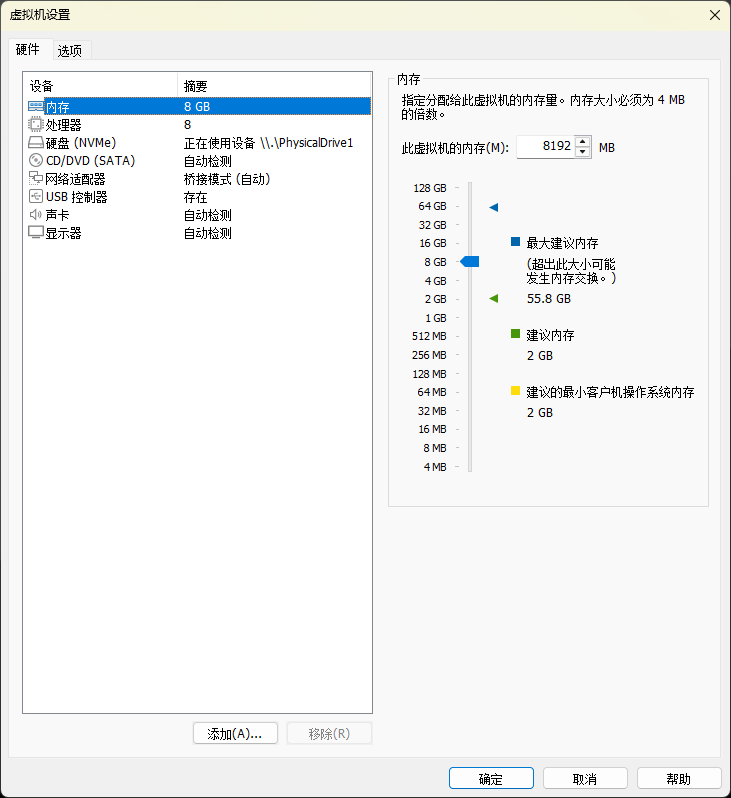 虚拟机设置
硬件 选项
设备 摘要
内存 8 GB
处理器 8
硬盘 (NVMe) 正在使用设备 \\.\PhysicalDrive1
CD/DVD (SATA) 自动检测
网络适配器 桥接模式 (自动)
USB 控制器 存在
声卡 自动检测
显示器 自动检测
添加(A)... 移除(R)
内存
指定分配给此虚拟机的内存量。内存大小必须为 4 MB
的倍数。
此虚拟机的内存(M): 8192 MB
128 GB
64 GB
32 GB
16 GB
8 GB
4 GB
2 GB
1 GB
512 MB
256 MB
128 MB
64 MB
32 MB
16 MB
8 MB
4 MB
最大建议内存
(超出此大小可能
发生内存交换。)
55.8 GB
建议内存
2 GB
建议的最小客户机操作系统内存
2 GB
确定 取消 帮助